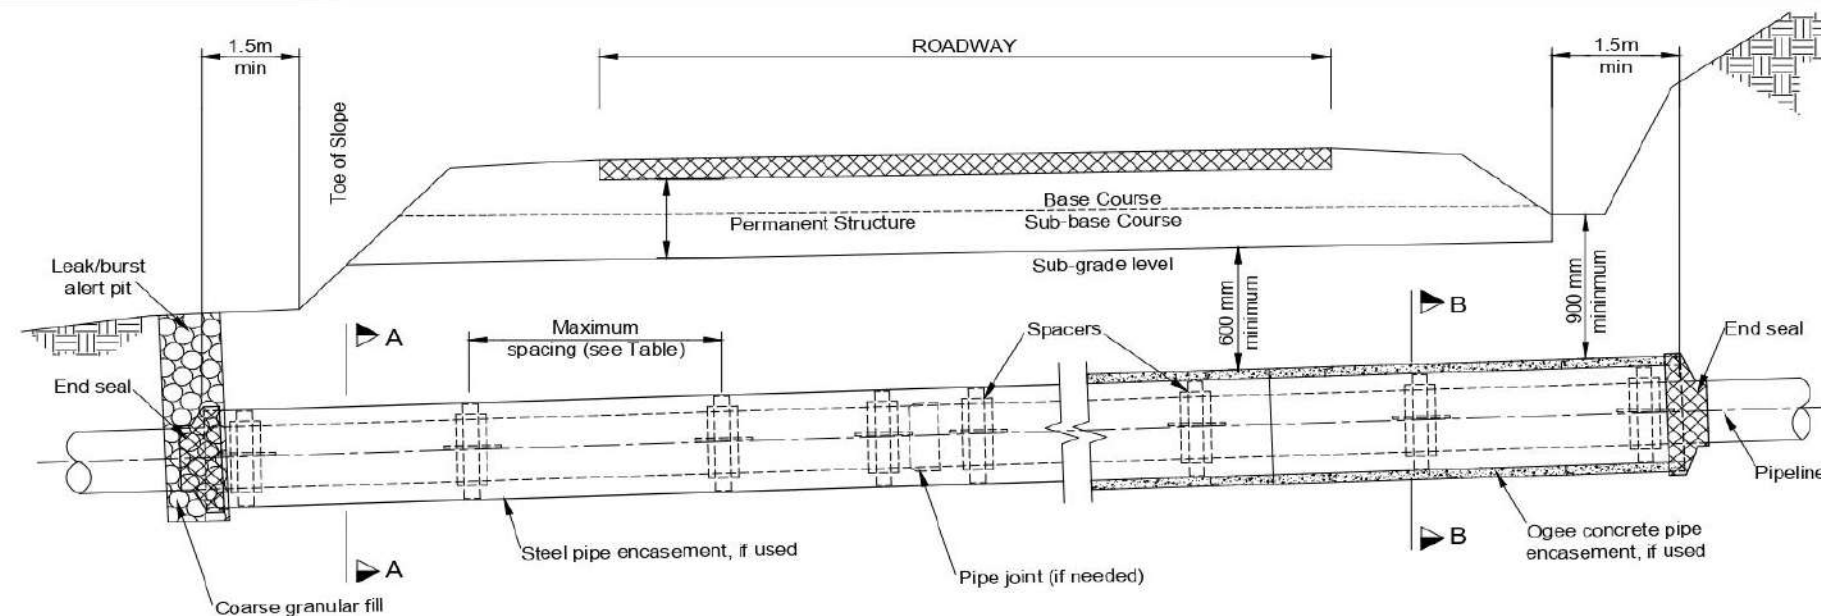 1.5m
min
ROADWAY
1.5m
min
Toe of Slope
Base Course
Permanent Structure
Sub-base Course
Leak/burst
alert pit
Sub-grade level
600 mm
minimum
900 mm
mininmum
A
Maximum
spacing (see Table)
Spacers
B
End seal
End seal
Pipeline
Steel pipe encasement, if used
B
Ogee concrete pipe
encasement, if used
A
Pipe joint (if needed)
Coarse granular fill